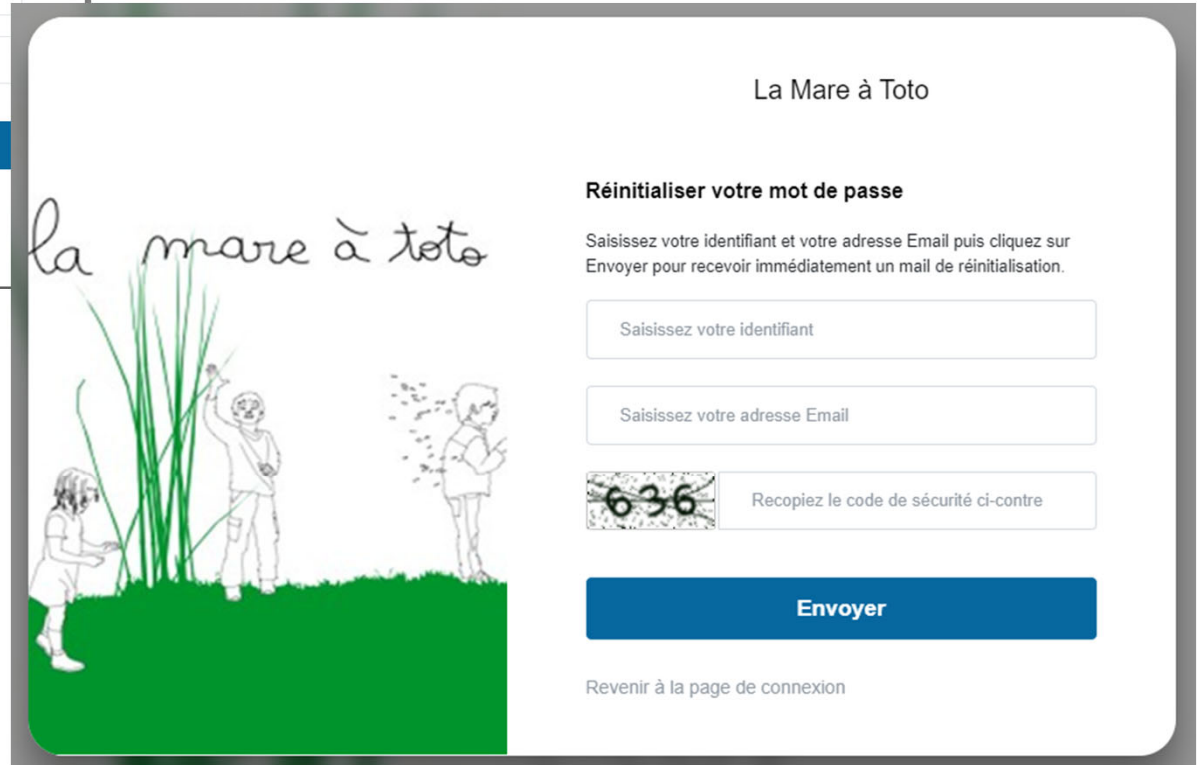 La Mare à Toto
la mare à toto
Réinitialiser votre mot de passe
Saisissez votre identifiant et votre adresse Email puis cliquez sur
Envoyer pour recevoir immédiatement un mail de réinitialisation.
Saisissez votre identifiant
Saisissez votre adresse Email
636
Recopiez le code de sécurité ci-contre
Envoyer
Revenir à la page de connexion